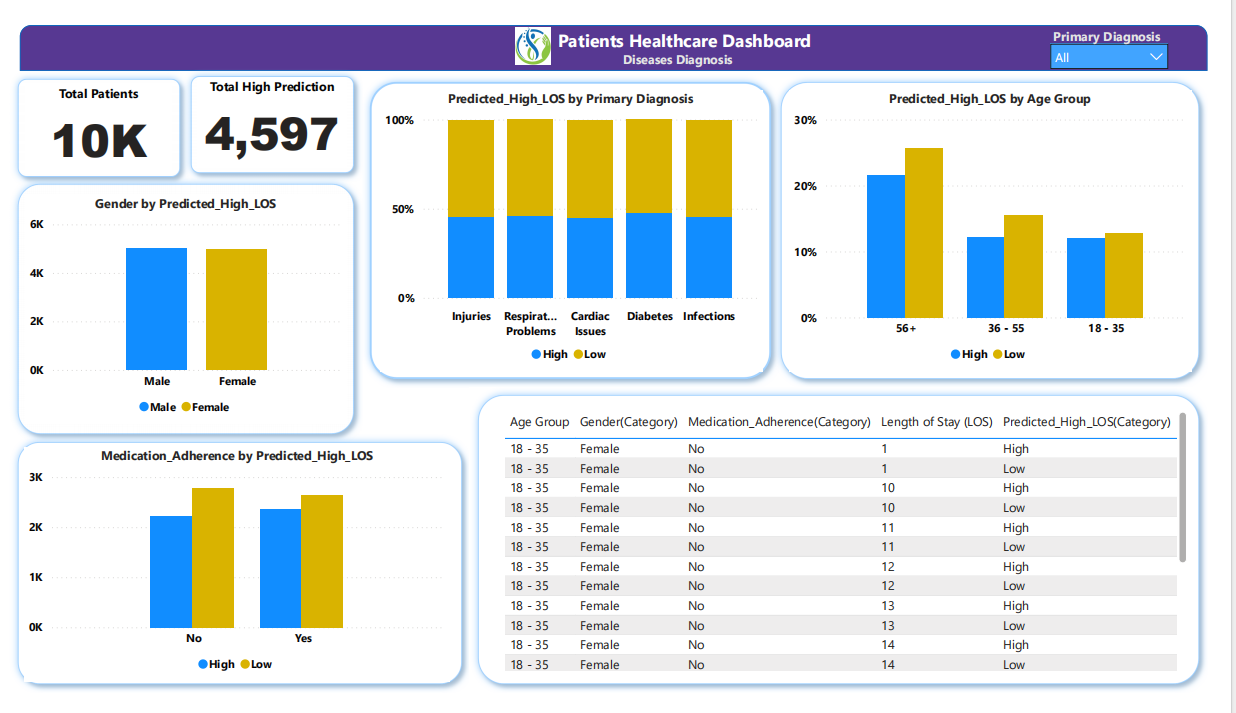 Patients Healthcare Dashboard
Diseases Diagnosis
Primary Diagnosis
All
Total Patients
10K
Total High Prediction
4,597
Gender by Predicted_High_LOS
6K
4K
2K
0K
Male Female
Male Female
Predicted_High_LOS by Primary Diagnosis
100%
50%
0%
Injuries Respirat... Cardiac Diabetes Infections
Problems Issues
High Low
Predicted_High_LOS by Age Group
30%
20%
10%
0%
56+ 36 - 55 18 - 35
High Low
Medication_Adherence by Predicted_High_LOS
3K
2K
1K
0K
No Yes
High Low
Age Group Gender(Category) Medication_Adherence(Category) Length of Stay (LOS) Predicted_High_LOS(Category)
18 - 35 Female No 1 High
18 - 35 Female No 1 Low
18 - 35 Female No 10 High
18 - 35 Female No 10 Low
18 - 35 Female No 11 High
18 - 35 Female No 11 Low
18 - 35 Female No 12 High
18 - 35 Female No 12 Low
18 - 35 Female No 13 High
18 - 35 Female No 13 Low
18 - 35 Female No 14 High
18 - 35 Female No 14 Low